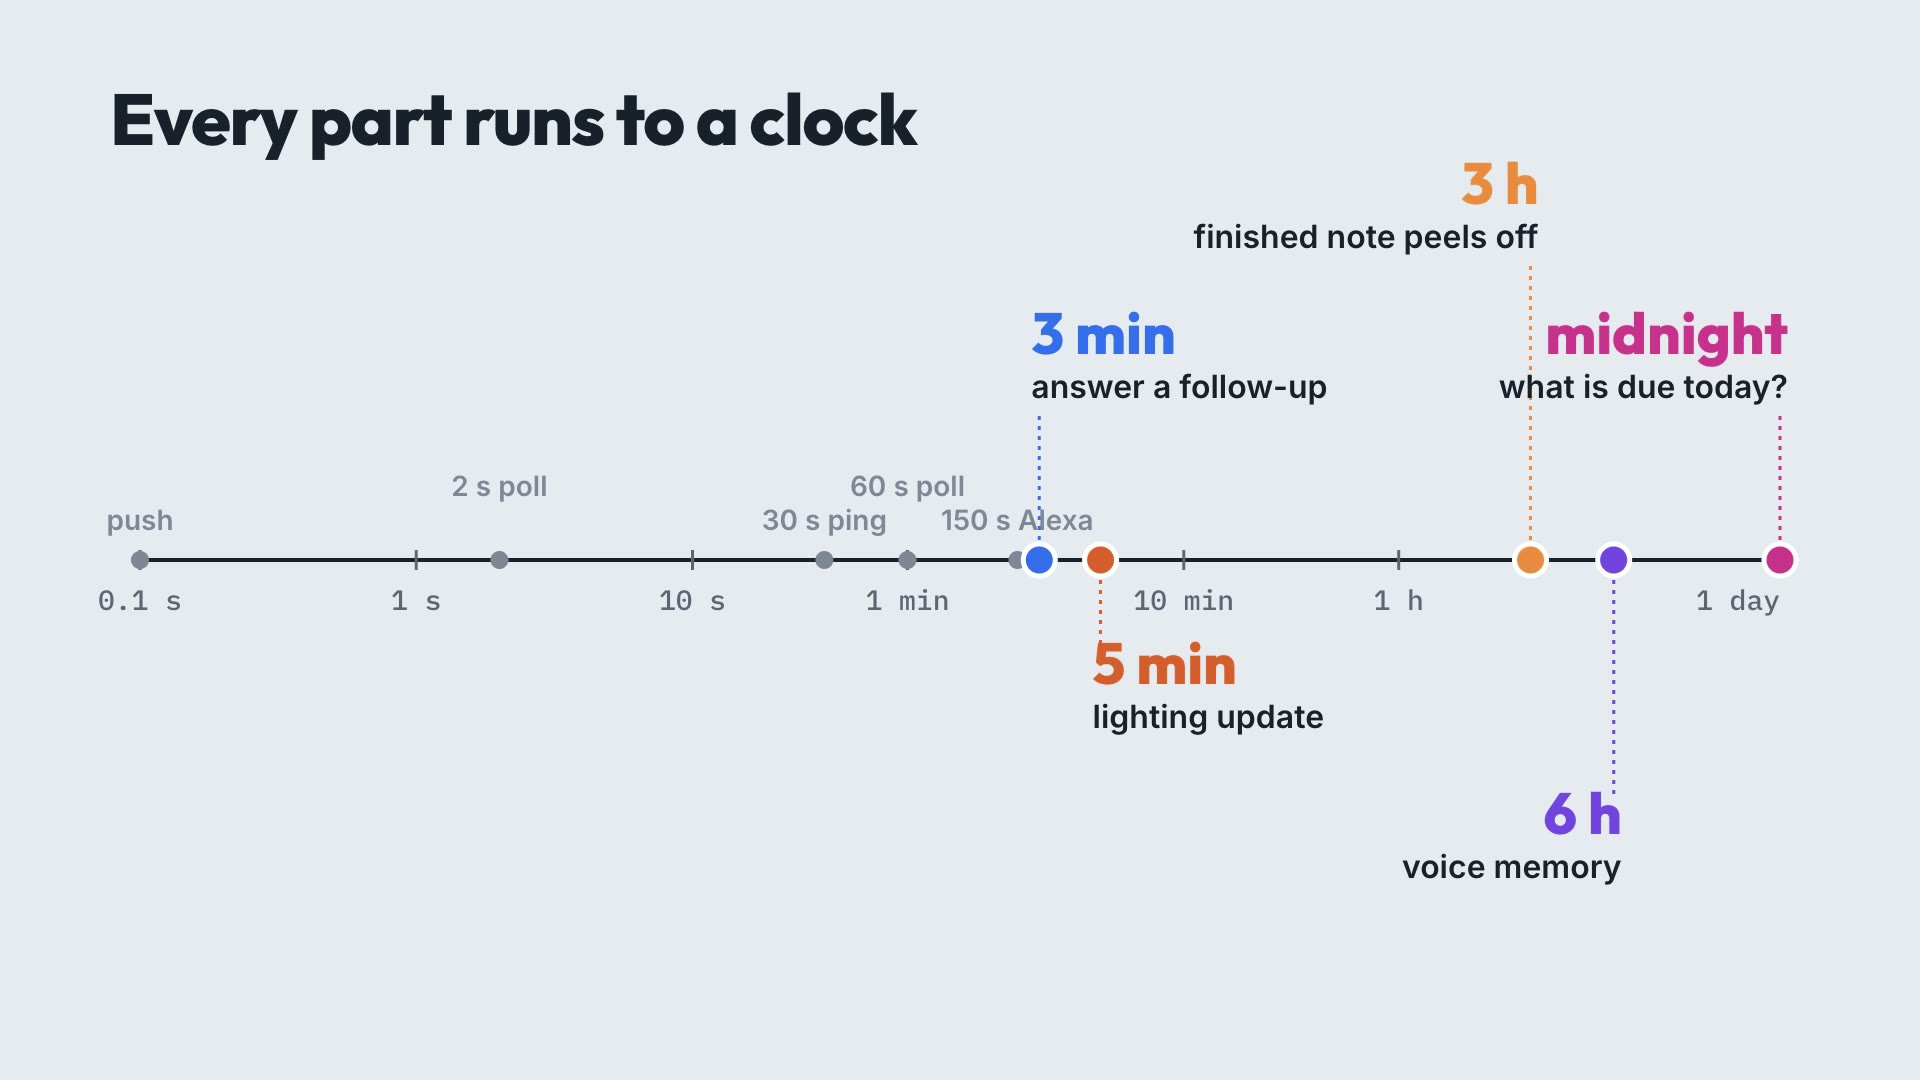 Every part runs to a clock
3 h
finished note peels off
3 min
answer a follow-up
midnight
what is due today?
2 s poll
60 s poll
push
30 s ping
150 s Alexa
0.1 s
1 s
10 s
1 min
10 min
1 h
1 day
5 min
lighting update
6 h
voice memory